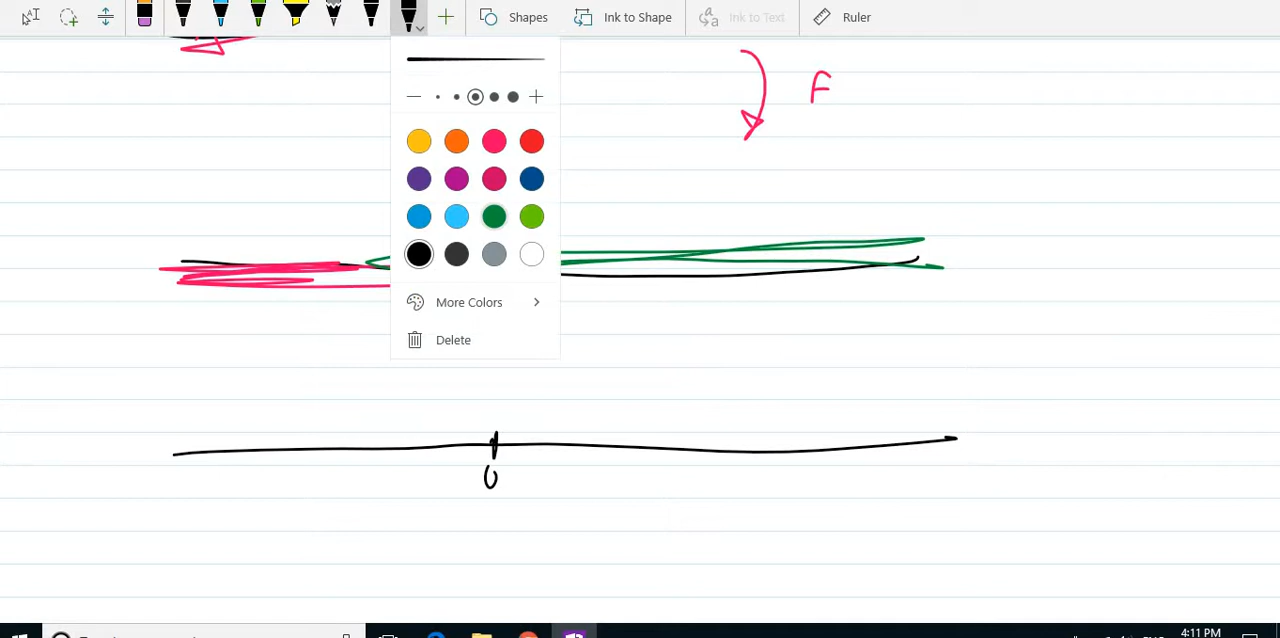 Shapes Ink to Shape Ink to Text Ruler
F
More Colors
Delete
0
4:11 PM